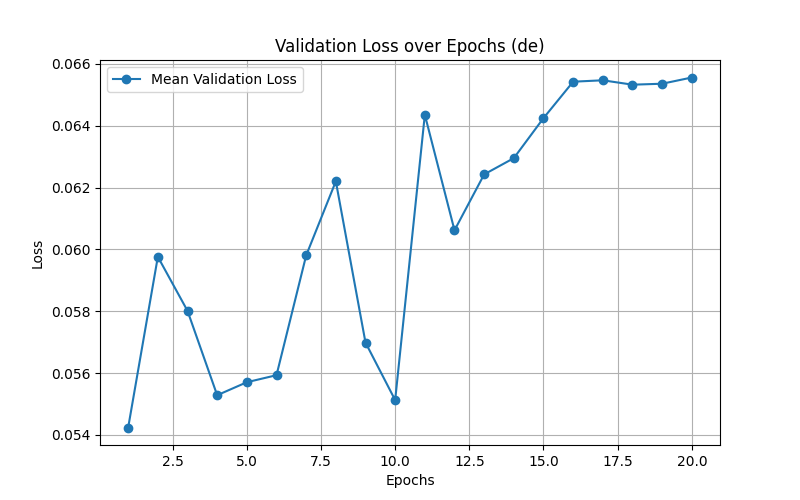 Validation Loss over Epochs (de)
Mean Validation Loss
0.066
0.064
0.062
0.060
0.058
0.056
0.054
Loss
2.5 5.0 7.5 10.0 12.5 15.0 17.5 20.0
Epochs